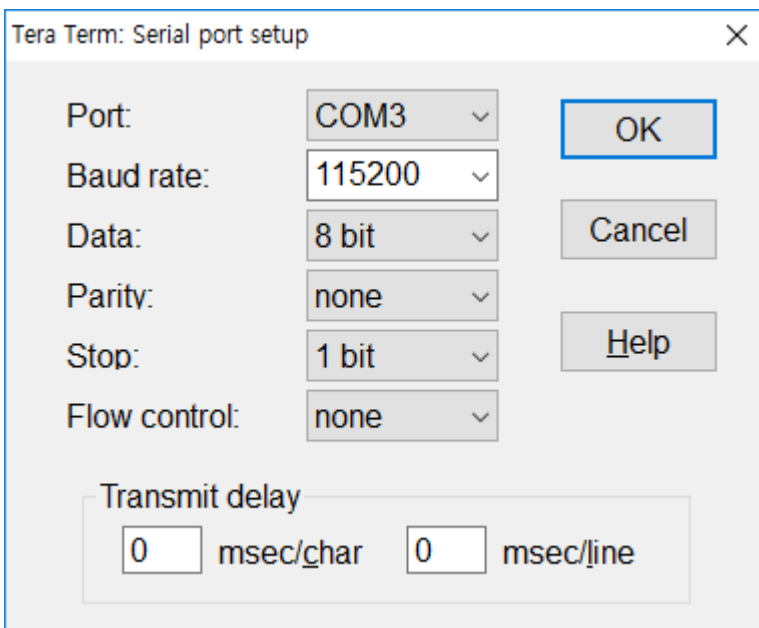 Tera Term: Serial port setup
Port: COM3
OK
Baud rate: 115200
Data: 8 bit
Cancel
Parity: none
Stop: 1 bit
Help
Flow control: none
Transmit delay
0 msec/char 0 msec/line